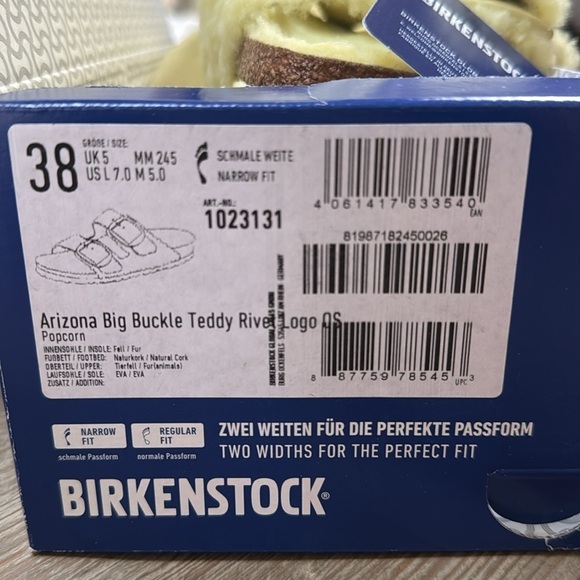 BIRKENSTOCK
BIRKENSTOCK
38
GRÖßE / SIZE:
UK 5 MM 245
US L 7.0 M 5.0
SCHMALE WEITE
NARROW FIT
ART.-NO.:
1023131
4 061417 833540
EAN
81987182450026
Arizona Big Buckle Teddy Rivet Logo OS
Popcorn
INNENSOHLE / INSOLE: Fell / Fur
FUßBETT / FOOTBED: Naturkork / Natural Cork
OBERTEIL / UPPER: Tierfell / Fur(animals)
LAUFSOHLE / SOLE: EVA / EVA
ZUSATZ / ADDITION:
8 87759 78545 3
UPC
NARROW FIT
schmale Passform
REGULAR FIT
normale Passform
ZWEI WEITEN FÜR DIE PERFEKTE PASSFORM
TWO WIDTHS FOR THE PERFECT FIT
BIRKENSTOCK®